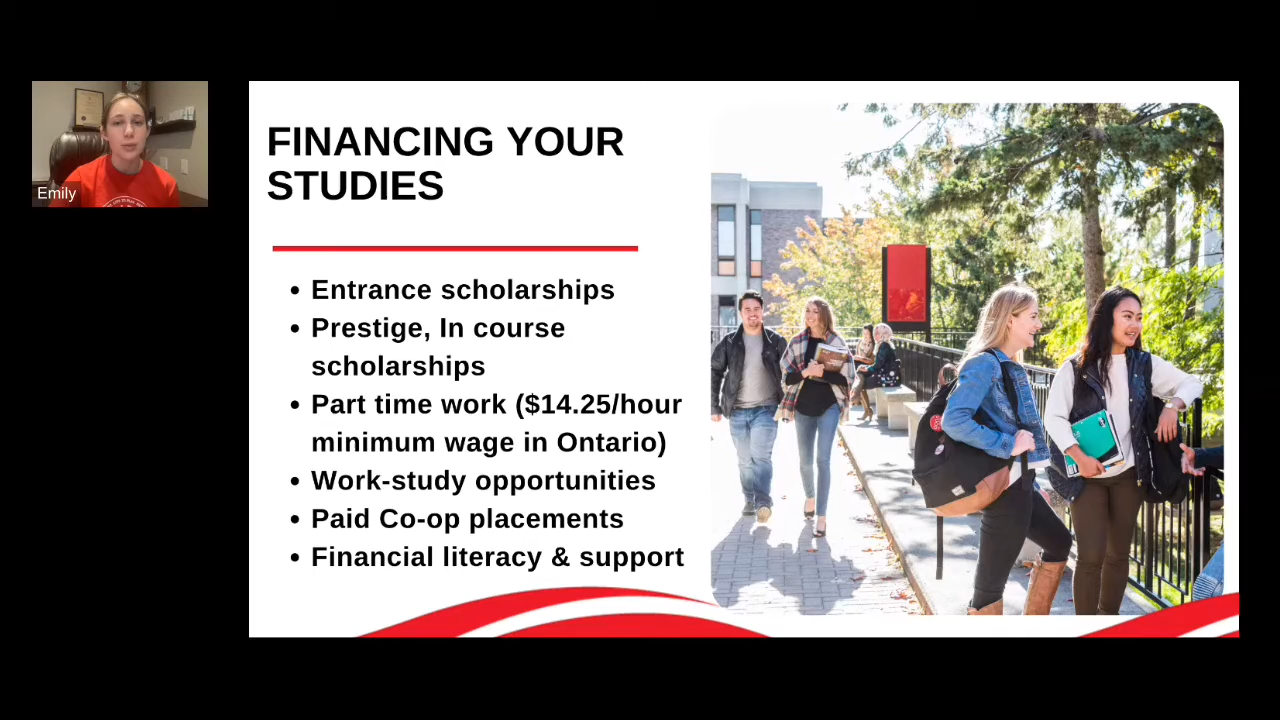 Emily
FINANCING YOUR
STUDIES
• Entrance scholarships
• Prestige, In course
scholarships
• Part time work ($14.25/hour
minimum wage in Ontario)
• Work-study opportunities
• Paid Co-op placements
• Financial literacy & support